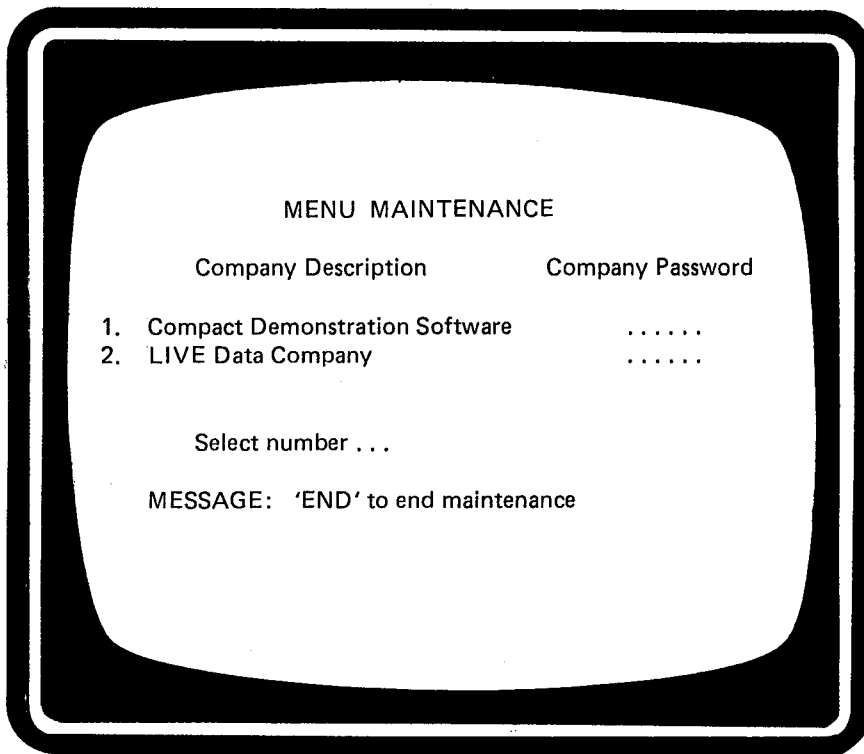 MENU MAINTENANCE
Company Description Company Password
1. Compact Demonstration Software ......
2. LIVE Data Company ......
Select number ...
MESSAGE: 'END' to end maintenance